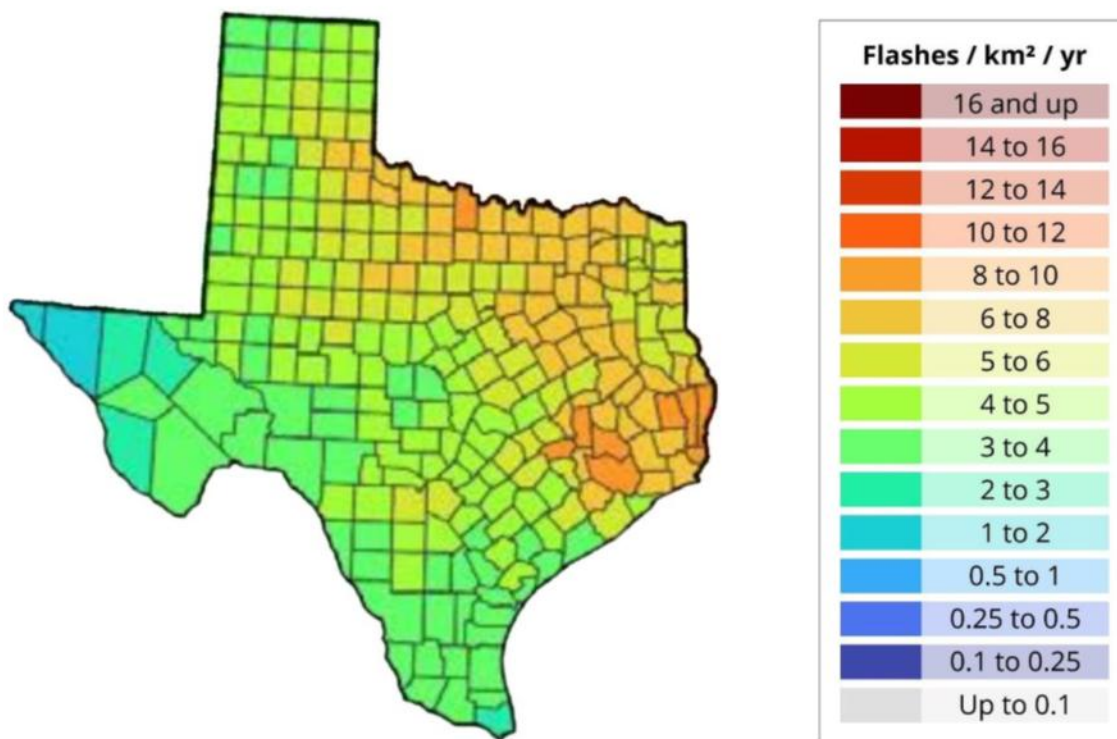 Flashes / km² / yr
16 and up
14 to 16
12 to 14
10 to 12
8 to 10
6 to 8
5 to 6
4 to 5
3 to 4
2 to 3
1 to 2
0.5 to 1
0.25 to 0.5
0.1 to 0.25
Up to 0.1